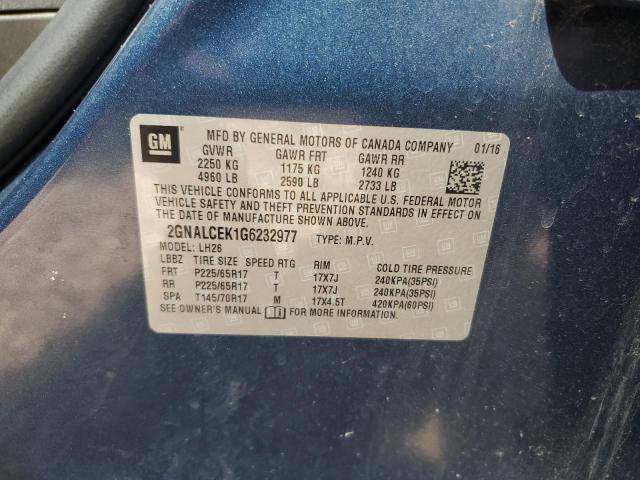 GM
MFD BY GENERAL MOTORS OF CANADA COMPANY 01/16
GVWR GAWR FRT GAWR RR
2250 KG 1175 KG 1240 KG
4960 LB 2590 LB 2733 LB
THIS VEHICLE CONFORMS TO ALL APPLICABLE U.S. FEDERAL MOTOR
VEHICLE SAFETY AND THEFT PREVENTION STANDARDS IN EFFECT ON
THE DATE OF MANUFACTURE SHOWN ABOVE.
2GNALCEK1G6232977 TYPE: M.P.V.
MODEL: LH26
LBBZ TIRE SIZE SPEED RTG RIM COLD TIRE PRESSURE
FRT P225/65R17 T 17X7J 240KPA(35PSI)
RR P225/65R17 T 17X7J 240KPA(35PSI)
SPA T145/70R17 M 17X4.5T 420KPA(60PSI)
SEE OWNER'S MANUAL FOR MORE INFORMATION.